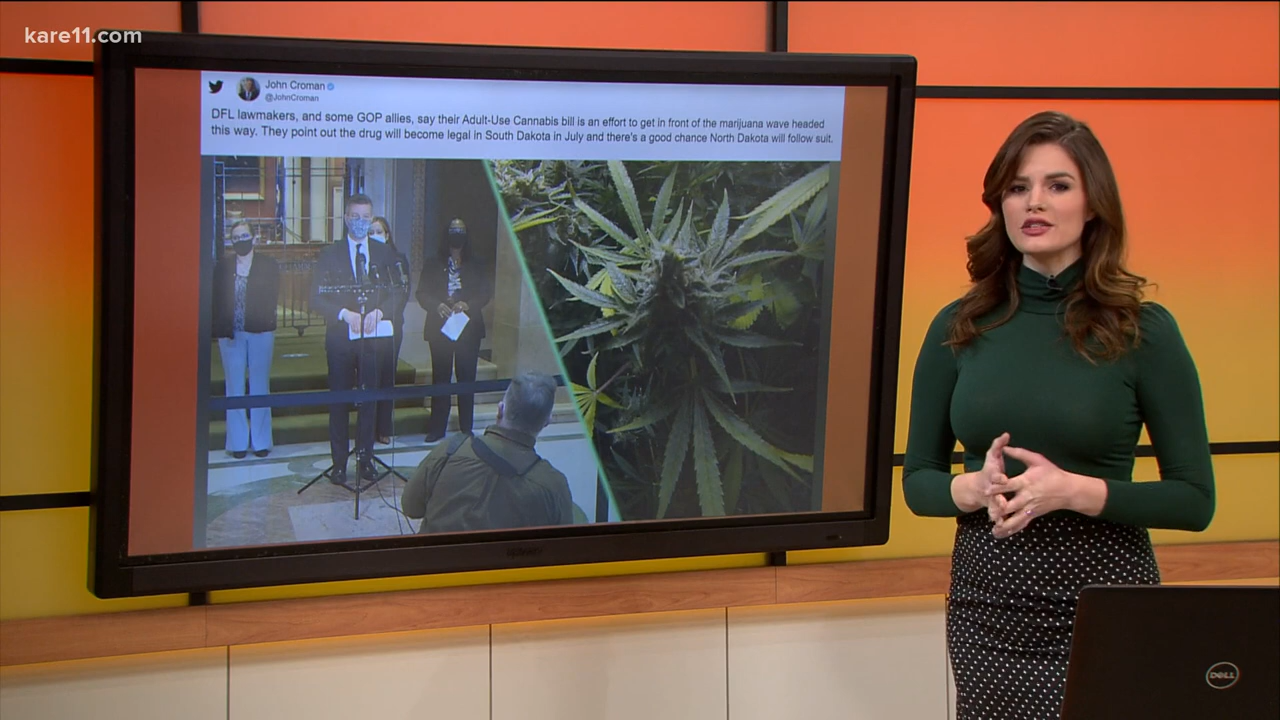 kare11.com
John Croman
@JohnCroman
DFL lawmakers, and some GOP allies, say their Adult-Use Cannabis bill is an effort to get in front of the marijuana wave headed
this way. They point out the drug will become legal in South Dakota in July and there's a good chance North Dakota will follow suit.
DELL